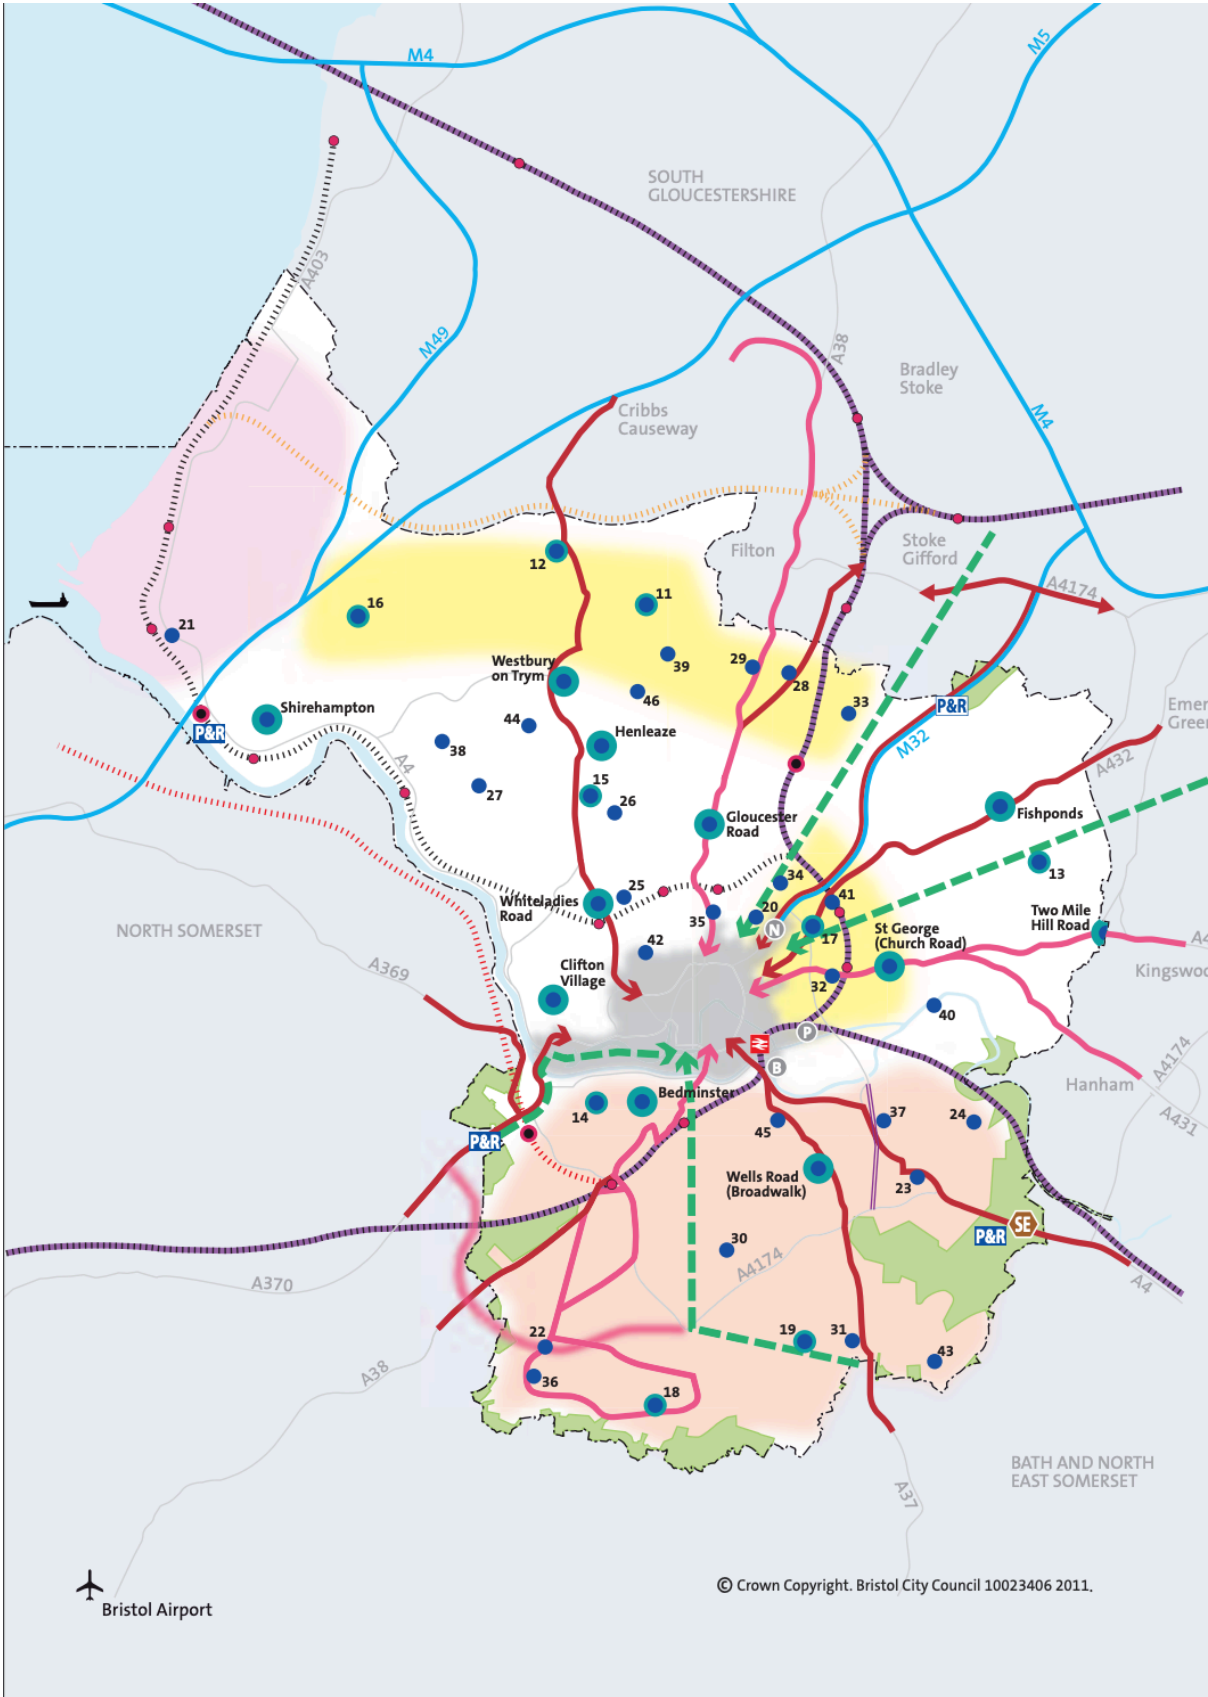 M4
M5
SOUTH
GLOUCESTERSHIRE
A403
M49
A38
Bradley
Stoke
Cribbs
Causeway
M4
Filton
Stoke
Gifford
A4174
12
11
16
21
39
29
28
Westbury
on Trym
46
33
Shirehampton
P&R
44
Henleaze
38
A4
27
15
26
P&R
M32
A432
Gloucester
Road
Fishponds
13
34
25
Whiteladies
Road
35
20
N
41
17
Two Mile
Hill Road
St George
(Church Road)
NORTH SOMERSET
A369
42
Clifton
Village
32
40
P
B
Hanham
A4174
A431
14
Bedminster
45
37
24
P&R
Wells Road
(Broadwalk)
23
SE
P&R
30
A4174
A370
A4
22
19
31
43
36
18
A38
BATH AND NORTH
EAST SOMERSET
A37
© Crown Copyright. Bristol City Council 10023406 2011.
Bristol Airport